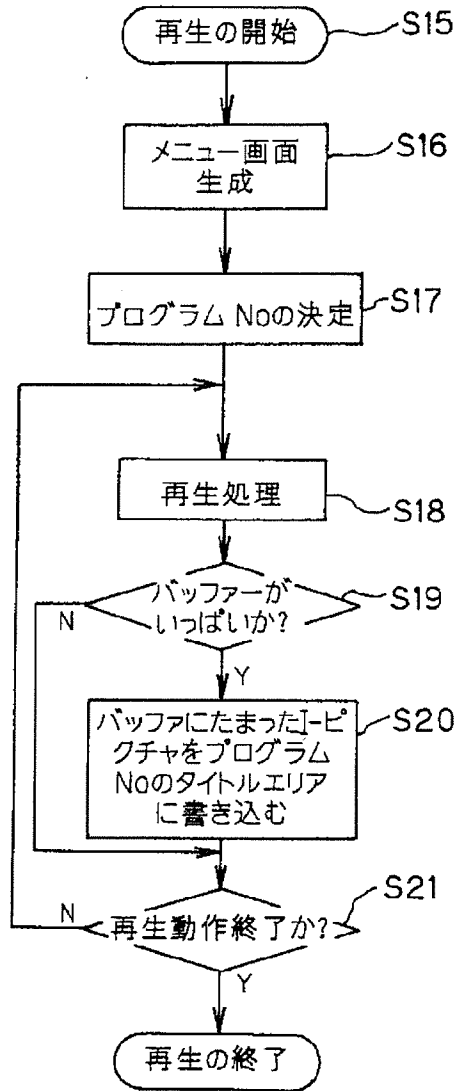 再生の開始
S15
メニュー画面
生成
S16
プログラム Noの決定
S17
再生処理
S18
バッファーが
いっぱいか?
S19
N
Y
バッファにたまったI-ピ
クチャをプログラム
Noのタイトルエリア
に書き込む
S20
再生動作終了か?
S21
N
Y
再生の終了